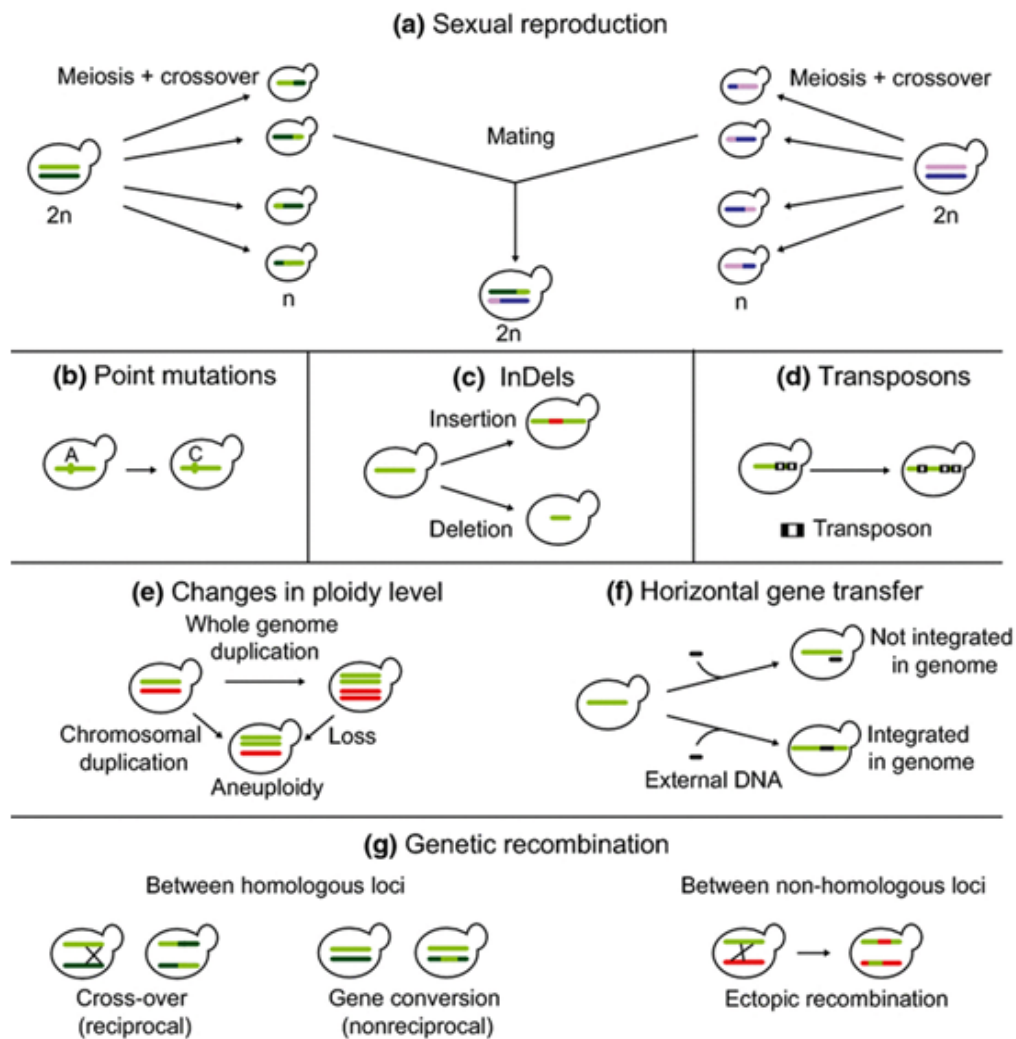 (a) Sexual reproduction
Meiosis + crossover
Meiosis + crossover
Mating
2n
2n
n
n
2n
(b) Point mutations
A
C
(c) InDels
Insertion
Deletion
(d) Transposons
Transposon
(e) Changes in ploidy level
Whole genome
duplication
Chromosomal
duplication
Loss
Aneuploidy
(f) Horizontal gene transfer
Not integrated
in genome
Integrated
in genome
External DNA
(g) Genetic recombination
Between homologous loci
Between non-homologous loci
Cross-over
(reciprocal)
Gene conversion
(nonreciprocal)
Ectopic recombination